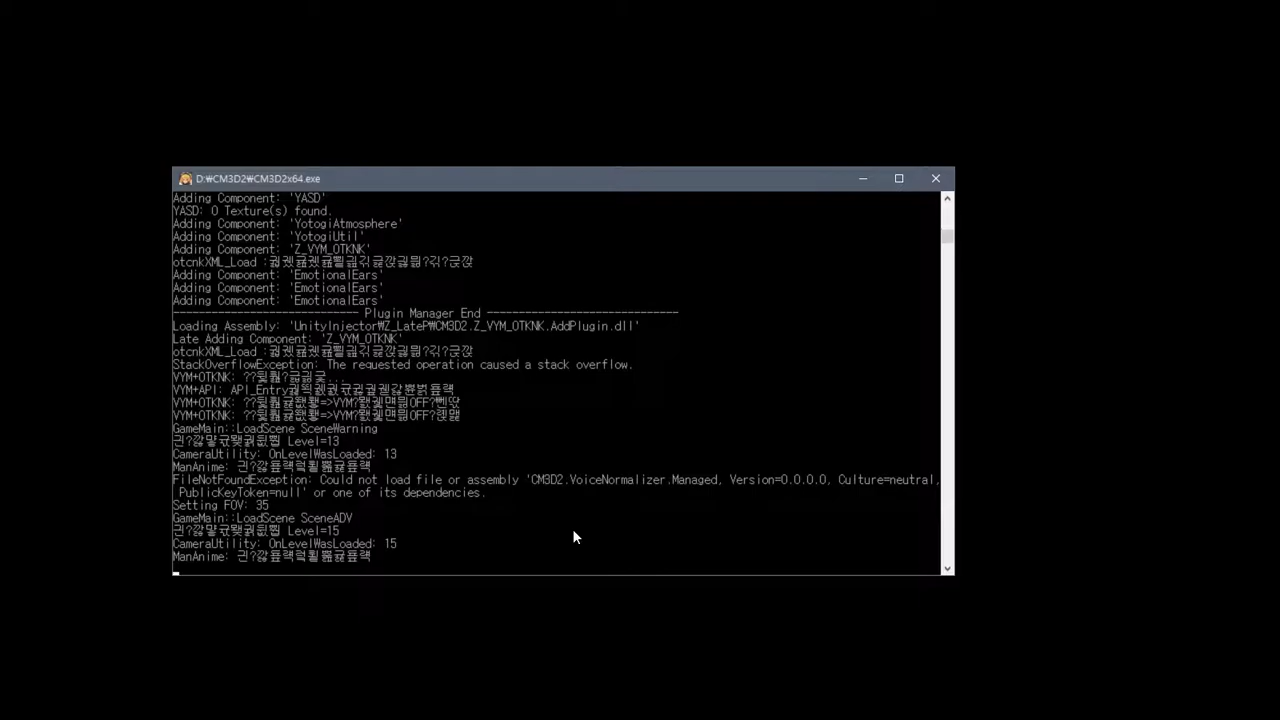 D:₩CM3D2₩CM3D2x64.exe
Adding Component: 'YASD'
YASD: 0 Texture(s) found.
Adding Component: 'YotogiAtmosphere'
Adding Component: 'YotogiUtil'
Adding Component: 'Z_VYM_OTKNK'
otcnkXML_Load :
Adding Component: 'EmotionalEars'
Adding Component: 'EmotionalEars'
Adding Component: 'EmotionalEars'
----------------------------- Plugin Manager End ------------------------------
Loading Assembly: 'UnityInjector₩Z_LateP₩CM3D2.Z_VYM_OTKNK.AddPlugin.dll'
Late Adding Component: 'Z_VYM_OTKNK'
otcnkXML_Load :
StackOverflowException: The requested operation caused a stack overflow.
VYM+OTKNK:
VYM+API: API_Entry
VYM+OTKNK:
VYM+OTKNK:
GameMain::LoadScene SceneWarning
Level=13
CameraUtility: OnLevelWasLoaded: 13
ManAnime:
FileNotFoundException: Could not load file or assembly 'CM3D2.VoiceNormalizer.Managed, Version=0.0.0.0, Culture=neutral,
PublicKeyToken=null' or one of its dependencies.
Setting FOV: 35
GameMain::LoadScene SceneADV
Level=15
CameraUtility: OnLevelWasLoaded: 15
ManAnime: